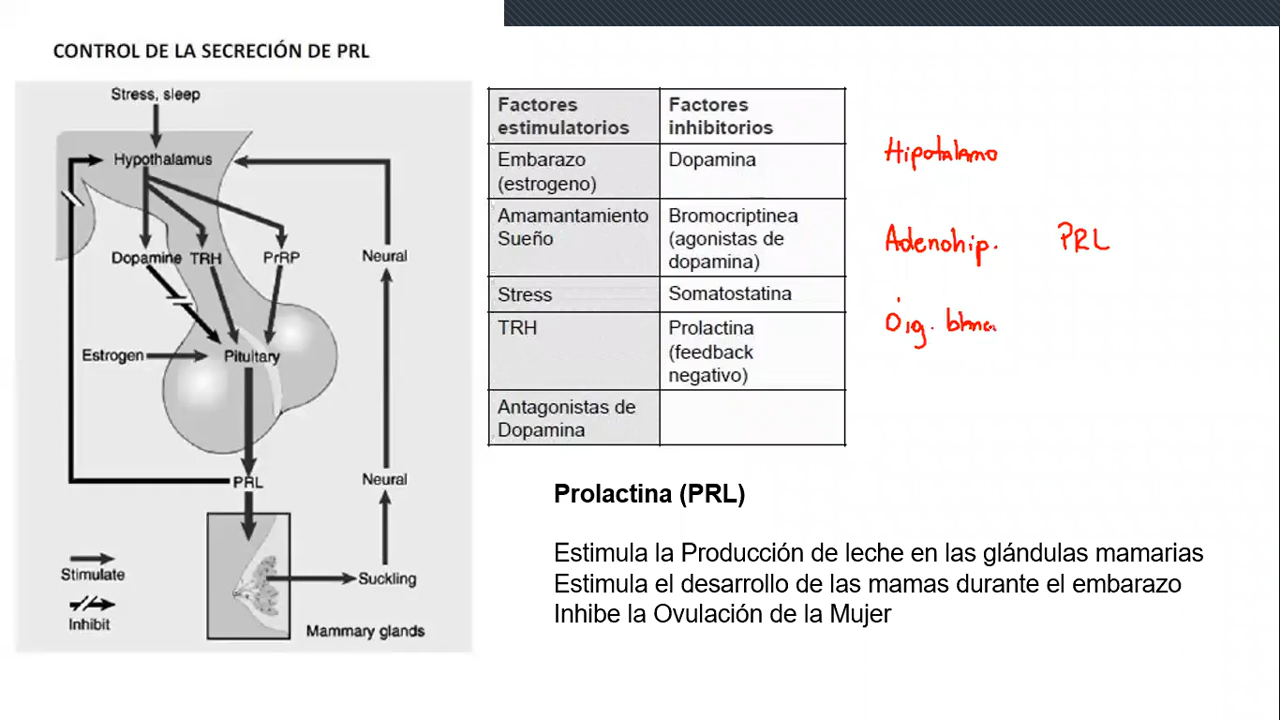 CONTROL DE LA SECRECIÓN DE PRL
Stress, sleep
Hypothalamus
Dopamine TRH PrRP Neural
Estrogen Pituitary
PRL Neural
Stimulate
Suckling
Inhibit
Mammary glands
Factores estimulatorios
Factores inhibitorios
Embarazo (estrogeno)
Dopamina
Amamantamiento
Sueño
Bromocriptinea
(agonistas de
dopamina)
Stress
Somatostatina
TRH
Prolactina
(feedback
negativo)
Antagonistas de
Dopamina
Hipotálamo
Adenohip. PRL
Órg. blanco
Prolactina (PRL)
Estimula la Producción de leche en las glándulas mamarias
Estimula el desarrollo de las mamas durante el embarazo
Inhibe la Ovulación de la Mujer